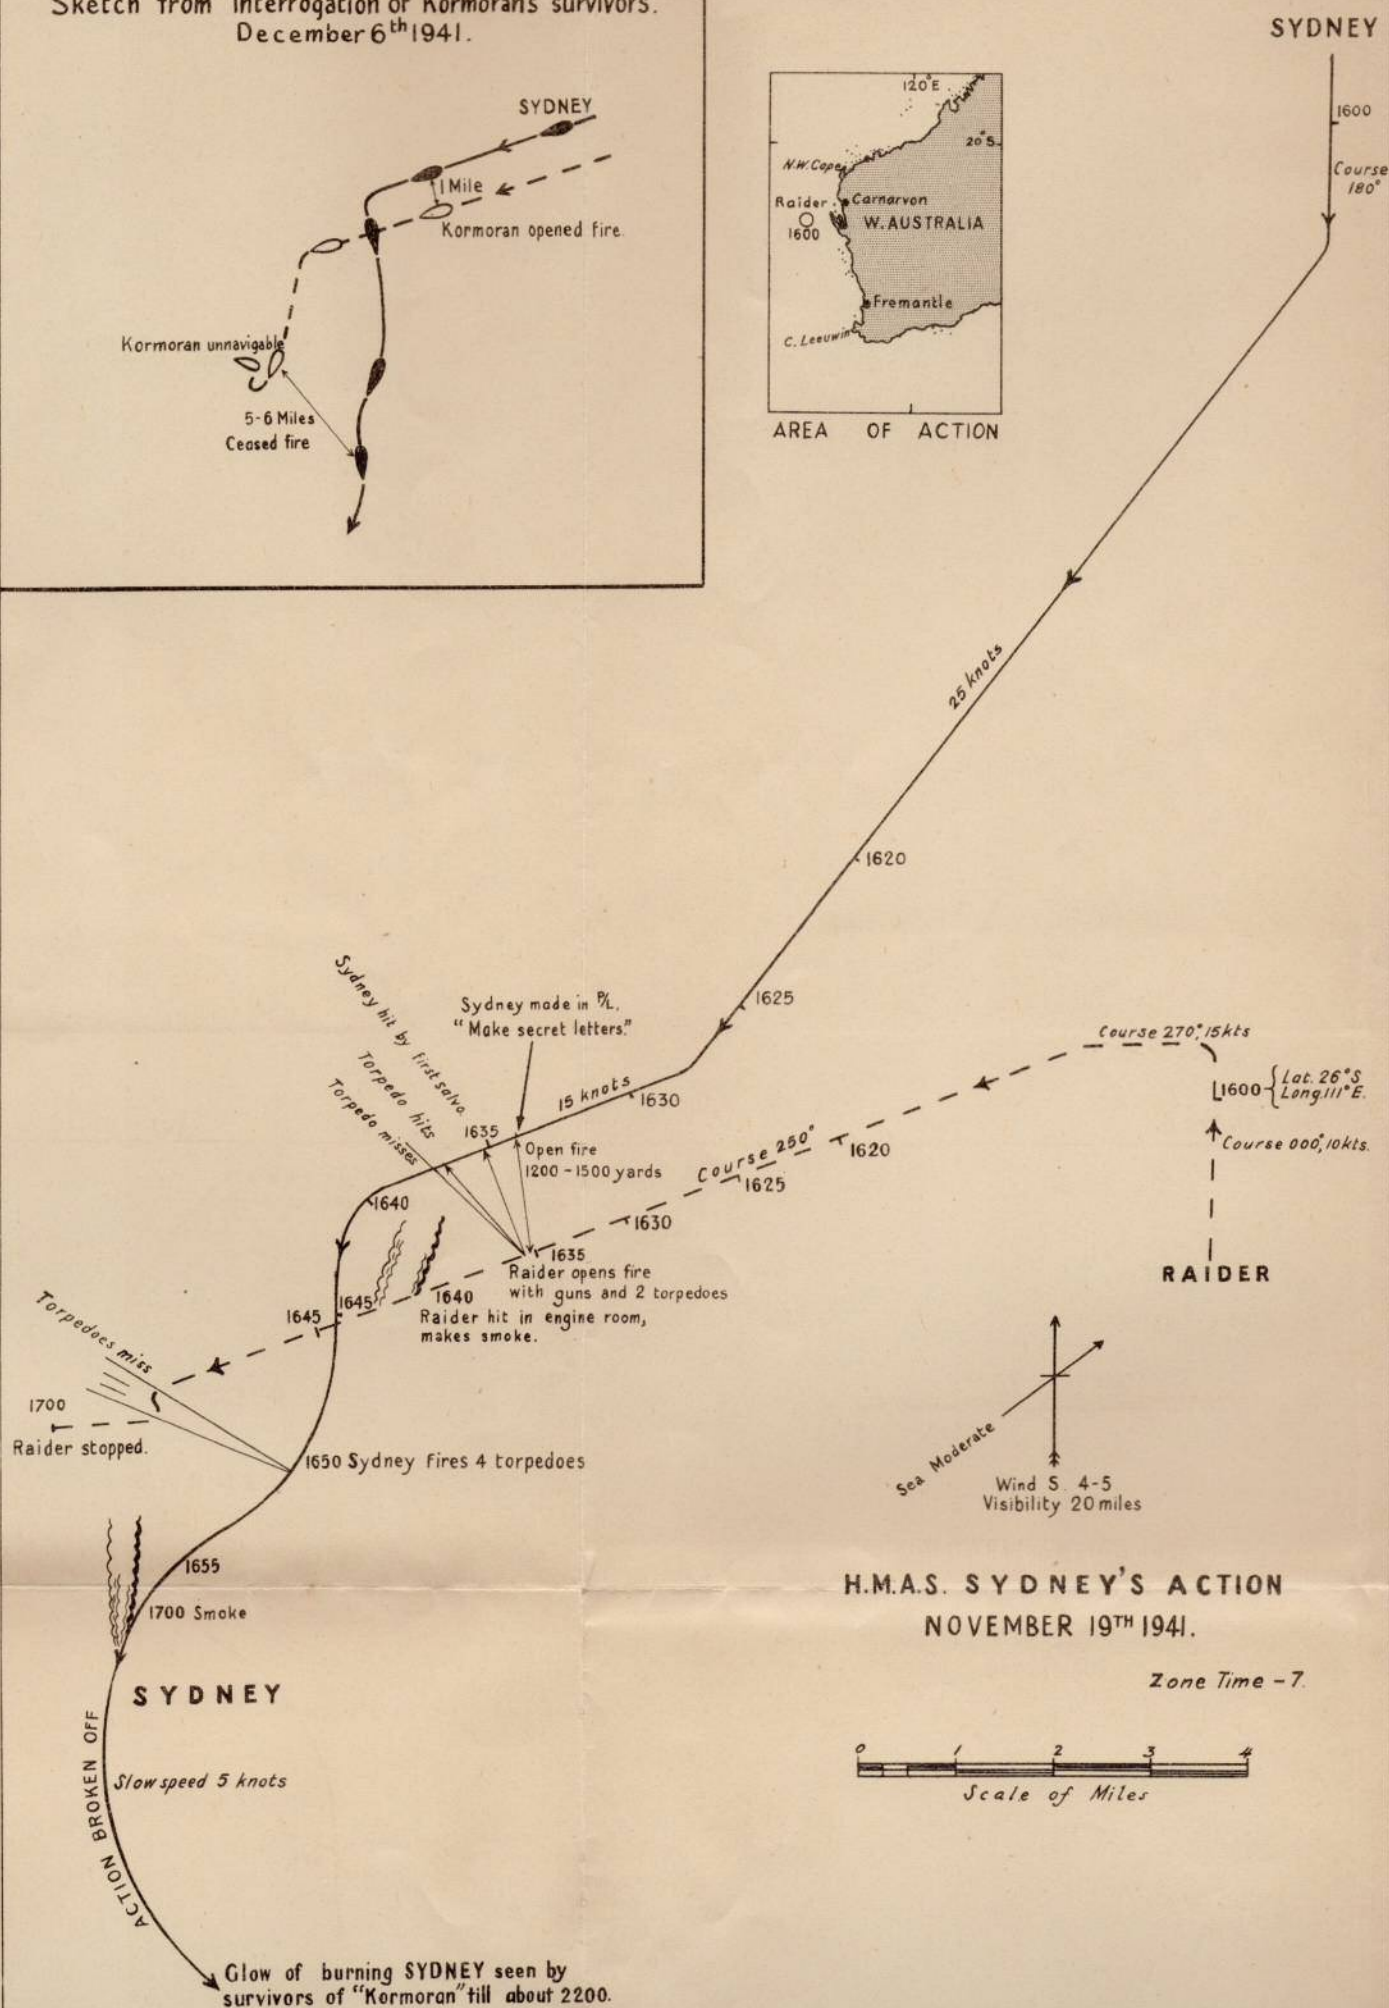 Sketch from Interrogation of Kormoran's survivors.
December 6th 1941.
SYDNEY
1 Mile
Kormoran opened fire.
Kormoran unnavigable
5-6 Miles
Ceased fire
120°E
20°S.
N.W. Cape
Raider
1600
Carnarvon
W. AUSTRALIA
Fremantle
C. Leeuwin
AREA OF ACTION
SYDNEY
1600
Course
180°
25 knots
1620
1625
Sydney made in P/L.
"Make secret letters."
Sydney hit by first salvo.
Torpedo hits
Torpedo misses
15 knots
1630
1635
Open fire
1200-1500 yards
1640
Course 270°, 15kts
1600 { Lat. 26°S
Long. 111°E.
Course 000°, 10kts.
RAIDER
Course 250°
1620
1625
1630
1635
Raider opens fire
with guns and 2 torpedoes
1640
Raider hit in engine room,
makes smoke.
1645
1645
Torpedoes miss
1700
Raider stopped.
1650 Sydney fires 4 torpedoes
1655
1700 Smoke
SYDNEY
ACTION BROKEN OFF
Slow speed 5 knots
Glow of burning SYDNEY seen by
survivors of "Kormoran" till about 2200.
Sea Moderate
Wind S. 4-5
Visibility 20 miles
H.M.A.S. SYDNEY'S ACTION
NOVEMBER 19TH 1941.
Zone Time -7.
0 1 2 3 4
Scale of Miles